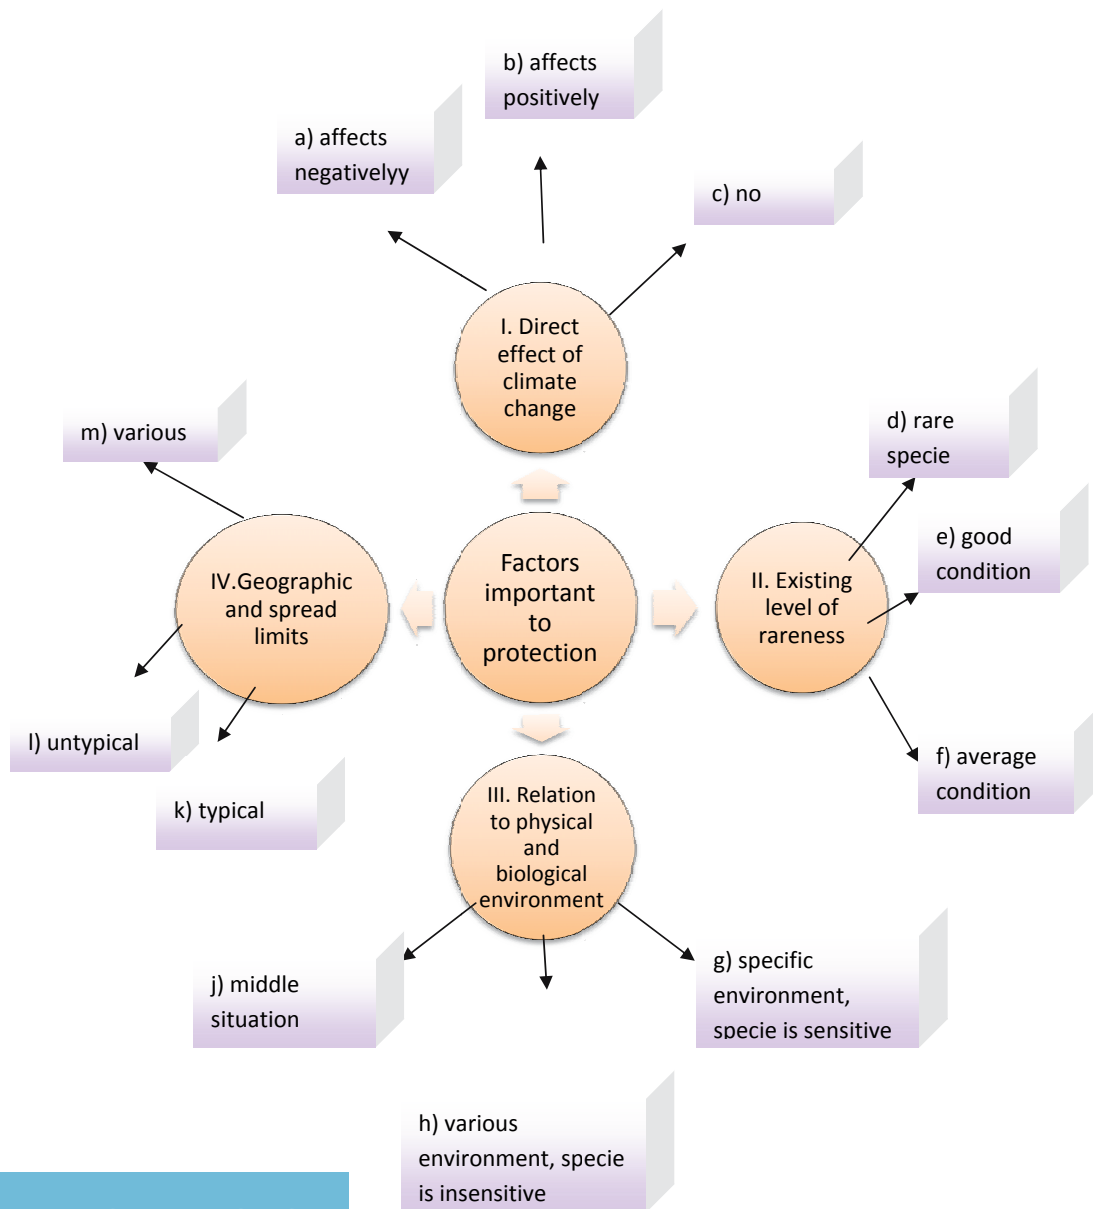 b) affects
positively
a) affects
negativelyy
c) no
I. Direct
effect of
climate
change
m) various
d) rare
specie
e) good
condition
IV.Geographic
and spread
limits
Factors
important
to
protection
II. Existing
level of
rareness
l) untypical
k) typical
f) average
condition
III. Relation
to physical
and
biological
environment
j) middle
situation
g) specific
environment,
specie is sensitive
h) various
environment, specie
is insensitive